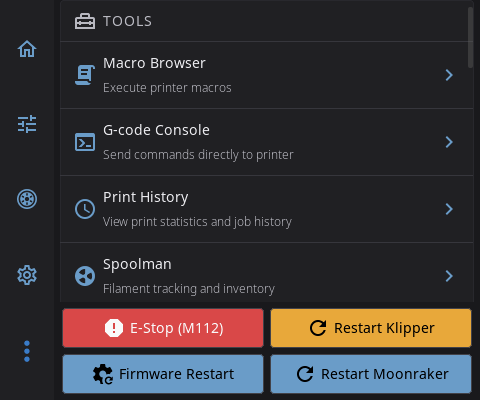 TOOLS
Macro Browser
Execute printer macros
G-code Console
Send commands directly to printer
Print History
View print statistics and job history
Spoolman
Filament tracking and inventory
E-Stop (M112)
Restart Klipper
Firmware Restart
Restart Moonraker